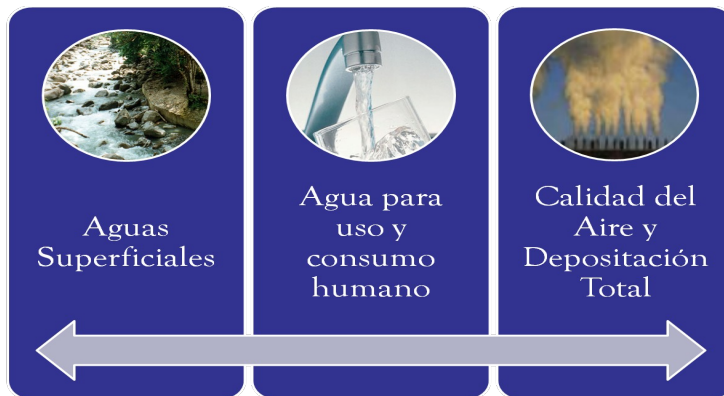 Aguas
Superficiales
Agua para
uso y
consumo
humano
Calidad del
Aire y
Depositación
Total